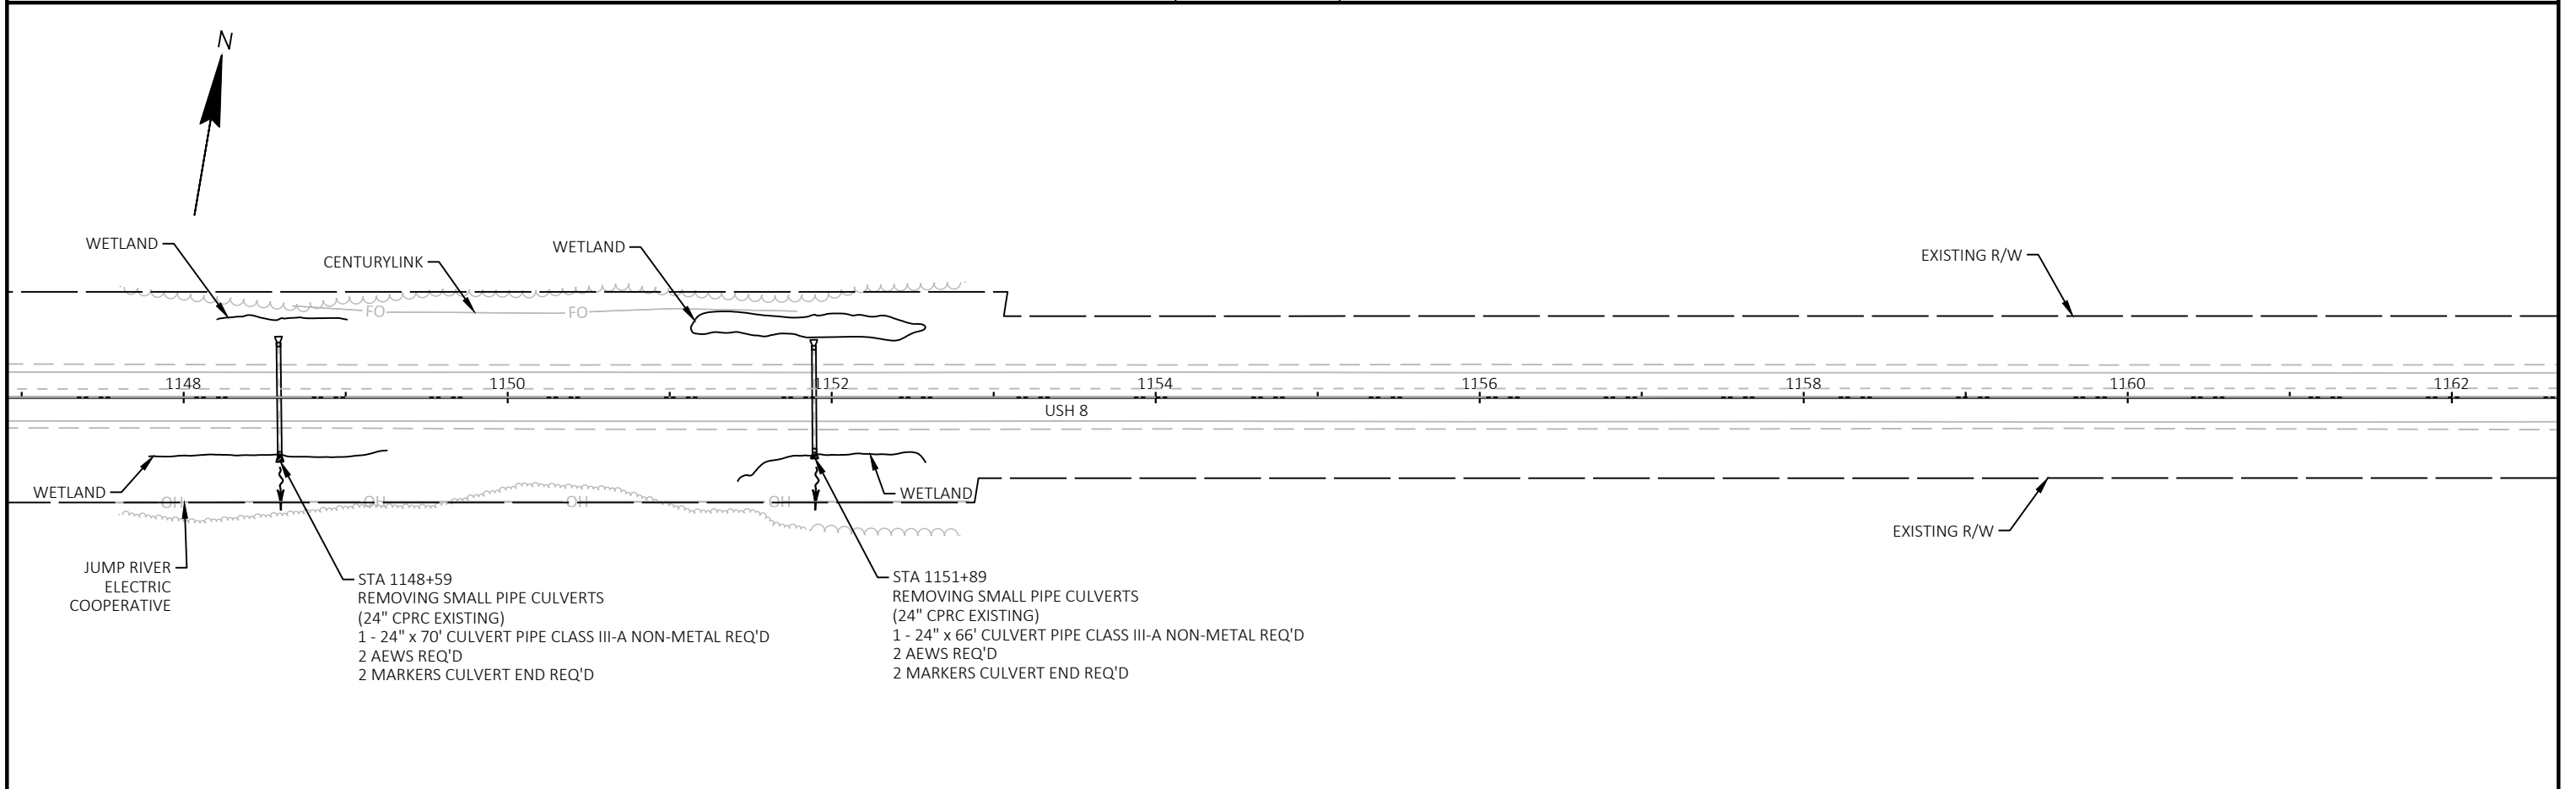 N
WETLAND
CENTURYLINK
WETLAND
EXISTING R/W
FO
FO
1148
1150
1152
1154
1156
1158
1160
1162
USH 8
WETLAND
WETLAND
OH
OH
OH
OH
EXISTING R/W
JUMP RIVER
ELECTRIC
COOPERATIVE
STA 1148+59
REMOVING SMALL PIPE CULVERTS
(24" CPRC EXISTING)
1 - 24" x 70' CULVERT PIPE CLASS III-A NON-METAL REQ'D
2 AEWS REQ'D
2 MARKERS CULVERT END REQ'D
STA 1151+89
REMOVING SMALL PIPE CULVERTS
(24" CPRC EXISTING)
1 - 24" x 66' CULVERT PIPE CLASS III-A NON-METAL REQ'D
2 AEWS REQ'D
2 MARKERS CULVERT END REQ'D